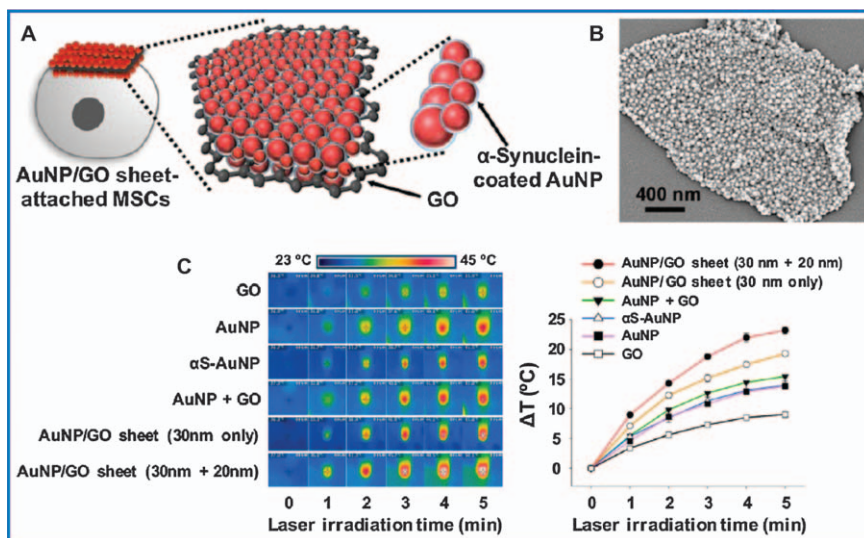 A
AuNP/GO sheet-
attached MSCs
α-Synuclein-
coated AuNP
GO
B
400 nm
C
23 ºC
45 ºC
GO
AuNP
αS-AuNP
AuNP + GO
AuNP/GO sheet (30nm only)
AuNP/GO sheet (30nm + 20nm)
0 1 2 3 4 5
Laser irradiation time (min)
AuNP/GO sheet (30 nm + 20 nm)
AuNP/GO sheet (30 nm only)
AuNP + GO
αS-AuNP
AuNP
GO
ΔT (ºC)
25
20
15
10
5
0
0 1 2 3 4 5
Laser irradiation time (min)